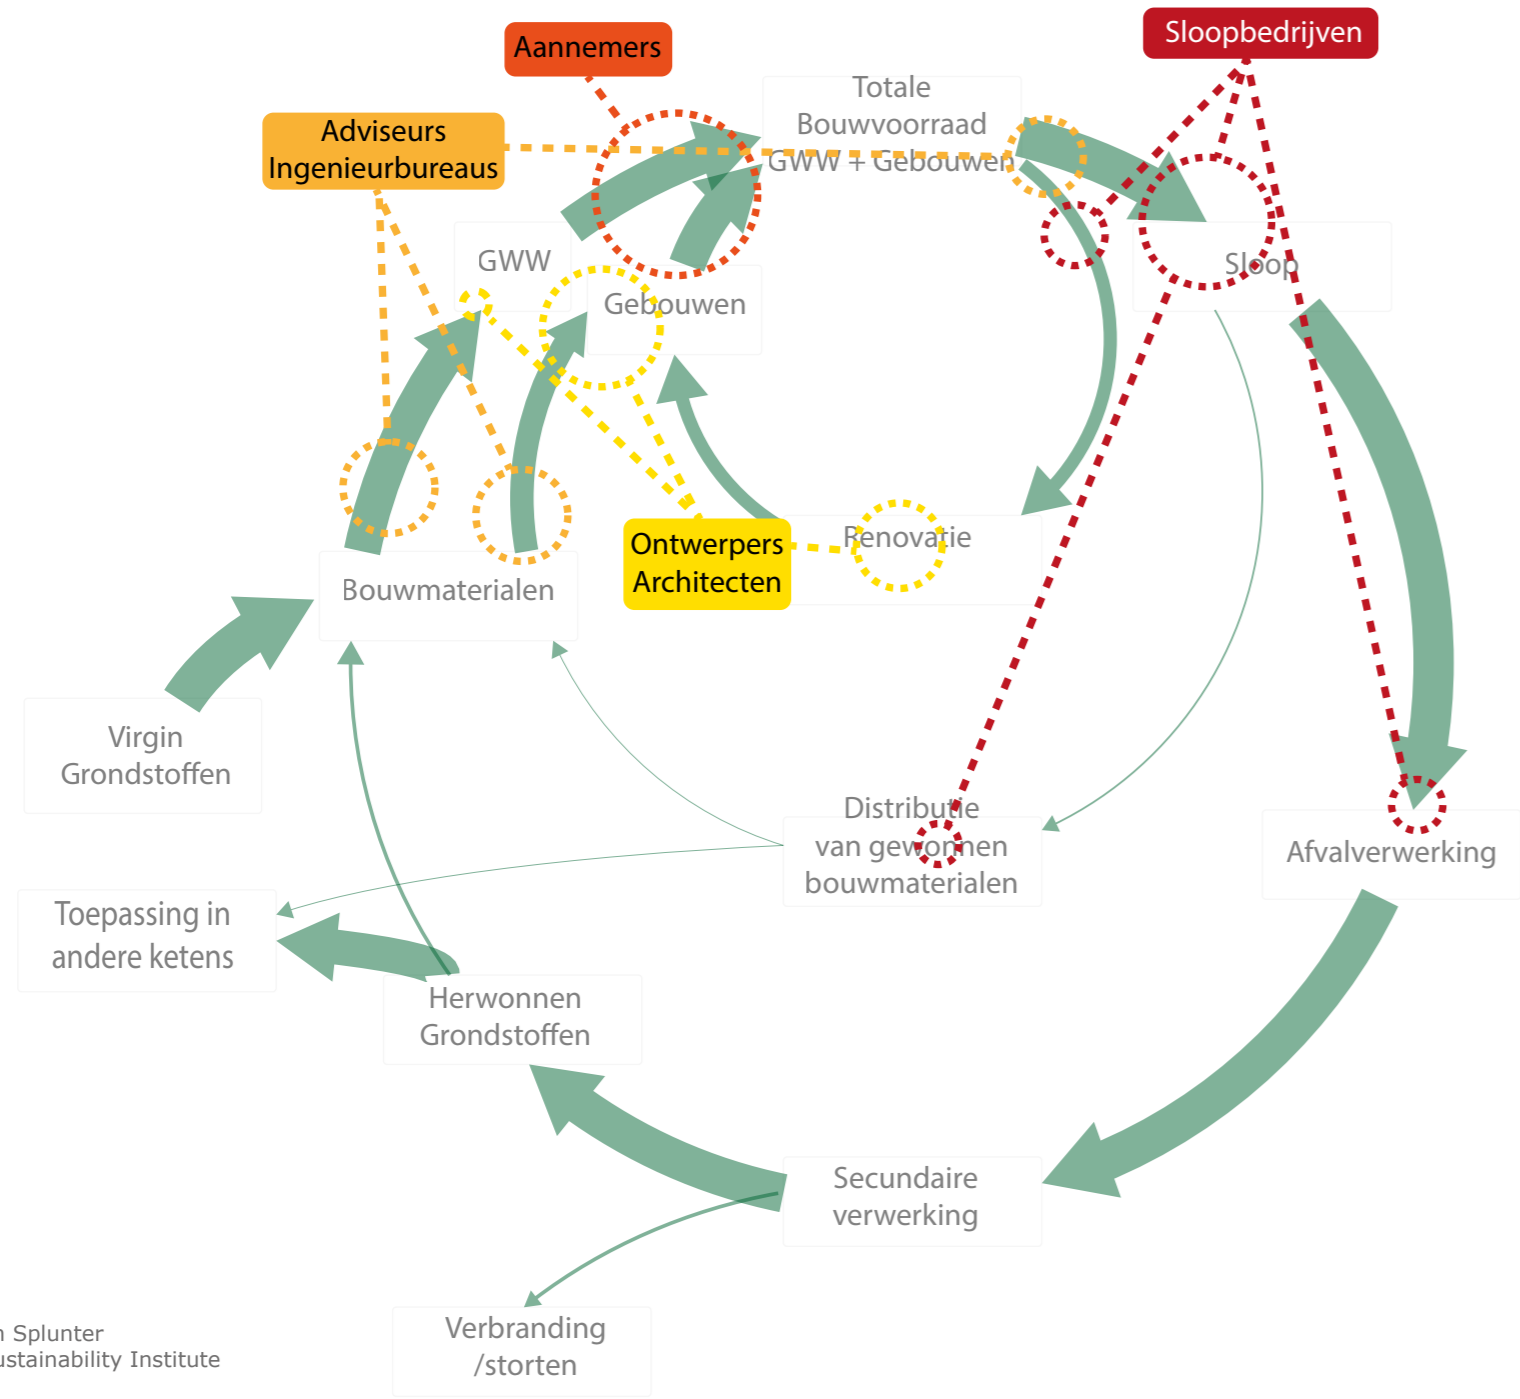 Sloopbedrijven
Aannemers
Totale
Bouwvoorraad
GWW + Gebouwen
Adviseurs
Ingenieurbureaus
GWW
Sloop
Gebouwen
Renovatie
Ontwerpers
Architecten
Bouwmaterialen
Virgin
Grondstoffen
Distributie
van gewonnen
bouwmaterialen
Afvalverwerking
Toepassing in
andere ketens
Herwonnen
Grondstoffen
Secundaire
verwerking
Verbranding
/storten
Splunter
Institute